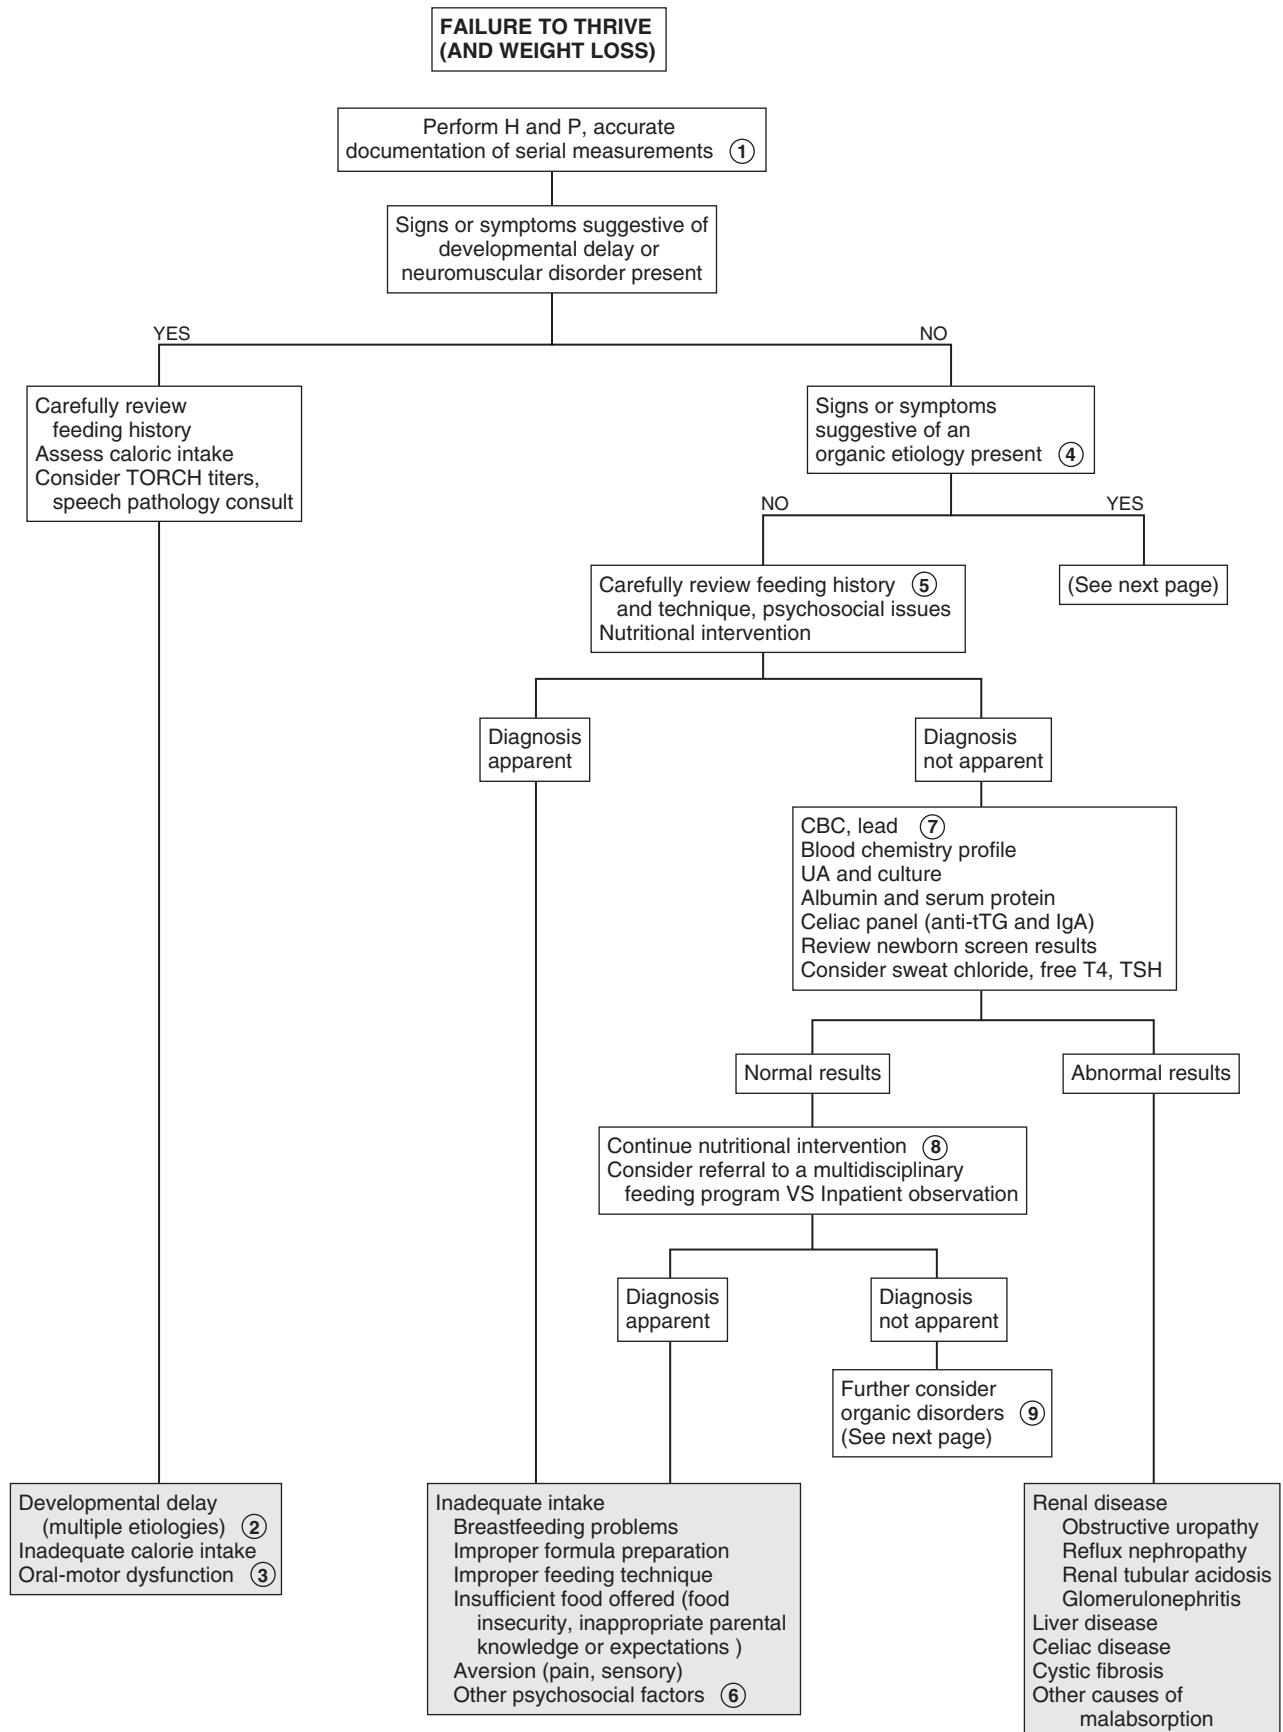 FAILURE TO THRIVE
(AND WEIGHT LOSS)
Perform H and P, accurate
documentation of serial measurements 1
Signs or symptoms suggestive of
developmental delay or
neuromuscular disorder present
YES
NO
Carefully review
feeding history
Assess caloric intake
Consider TORCH titers,
speech pathology consult
Signs or symptoms
suggestive of an
organic etiology present 4
NO
YES
Carefully review feeding history 5
and technique, psychosocial issues
Nutritional intervention
(See next page)
Diagnosis
apparent
Diagnosis
not apparent
CBC, lead 7
Blood chemistry profile
UA and culture
Albumin and serum protein
Celiac panel (anti-tTG and IgA)
Review newborn screen results
Consider sweat chloride, free T4, TSH
Normal results
Abnormal results
Continue nutritional intervention 8
Consider referral to a multidisciplinary
feeding program VS Inpatient observation
Diagnosis
apparent
Diagnosis
not apparent
Further consider
organic disorders 9
(See next page)
Developmental delay
(multiple etiologies) 2
Inadequate calorie intake
Oral-motor dysfunction 3
Inadequate intake
Breastfeeding problems
Improper formula preparation
Improper feeding technique
Insufficient food offered (food
insecurity, inappropriate parental
knowledge or expectations )
Aversion (pain, sensory)
Other psychosocial factors 6
Renal disease
Obstructive uropathy
Reflux nephropathy
Renal tubular acidosis
Glomerulonephritis
Liver disease
Celiac disease
Cystic fibrosis
Other causes of
malabsorption